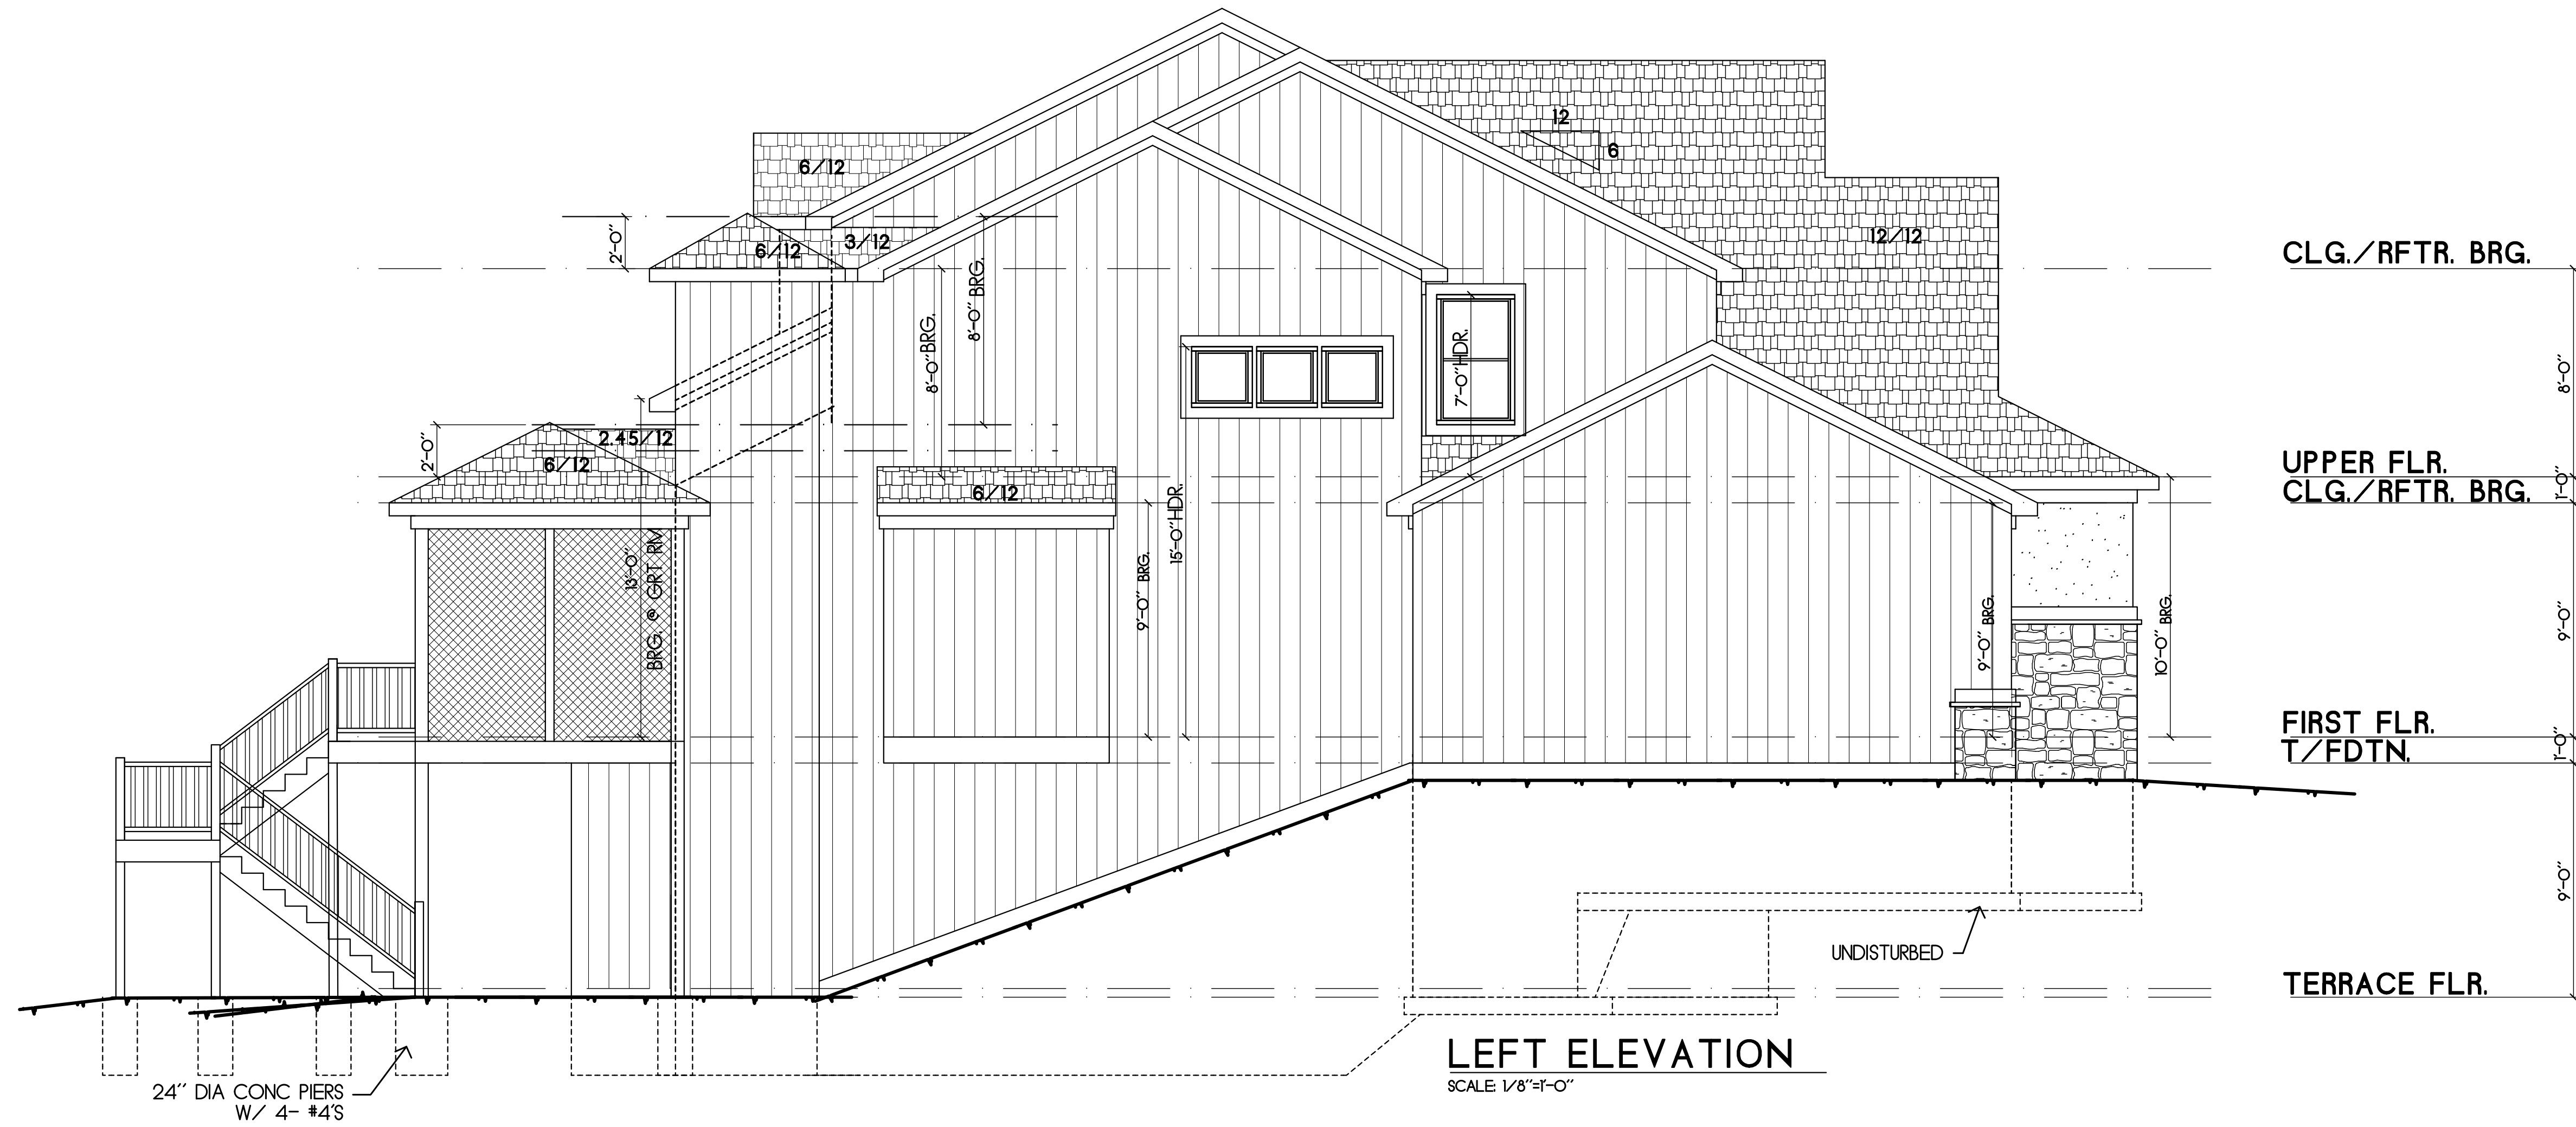 12
6
6/12
2'-0"
6/12
3/12
12/12
CLG./RFTR. BRG.
8'-0" BRG.
8'-0" BRG.
7'-0" HDR.
8'-0"
2'-0"
2.45/12
6/12
6/12
UPPER FLR.
1'-0"
CLG./RFTR. BRG.
13'-0"
BRG. @ GRT RM
9'-0" BRG.
15'-0" HDR.
9'-0" BRG.
10'-0" BRG.
9'-0"
FIRST FLR.
1'-0"
T/FDTN.
9'-0"
UNDISTURBED
TERRACE FLR.
LEFT ELEVATION
SCALE: 1/8"=1'-0"
24" DIA CONC PIERS
W/ 4- #4'S